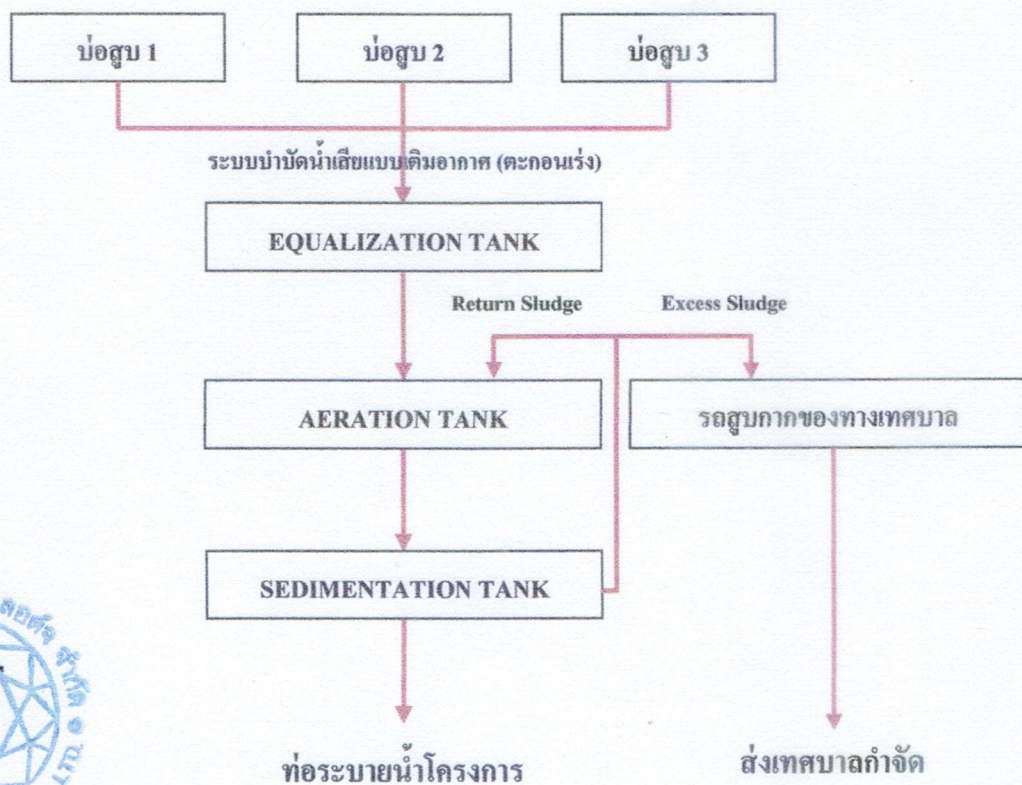 บ่อสูบ 1
บ่อสูบ 2
บ่อสูบ 3
ระบบบำบัดน้ำเสียแบบเติมอากาศ (ตะกอนเร่ง)
EQUALIZATION TANK
Return Sludge
Excess Sludge
AERATION TANK
รถสูบกากของทางเทศบาล
SEDIMENTATION TANK
ท่อระบายน้ำโครงการ
ส่งเทศบาลกำจัด
จำกัด
LTD.